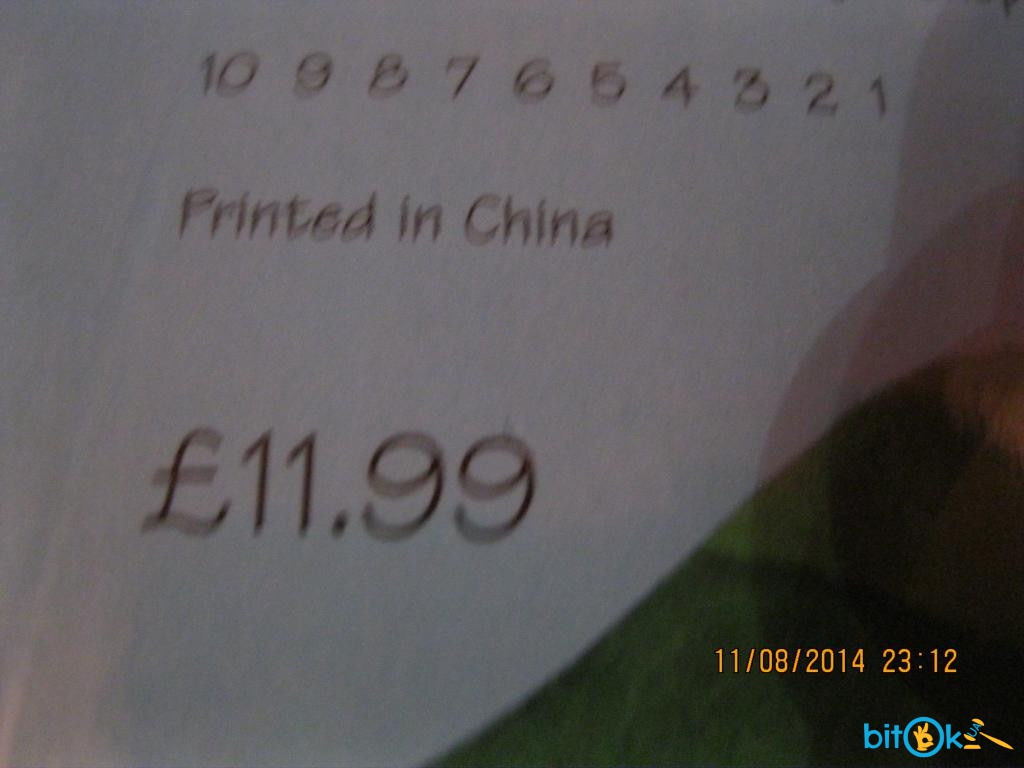 10 9 8 7 6 5 4 3 2 1
Printed in China
£11.99
11/08/2014 23:12
bitOk UA